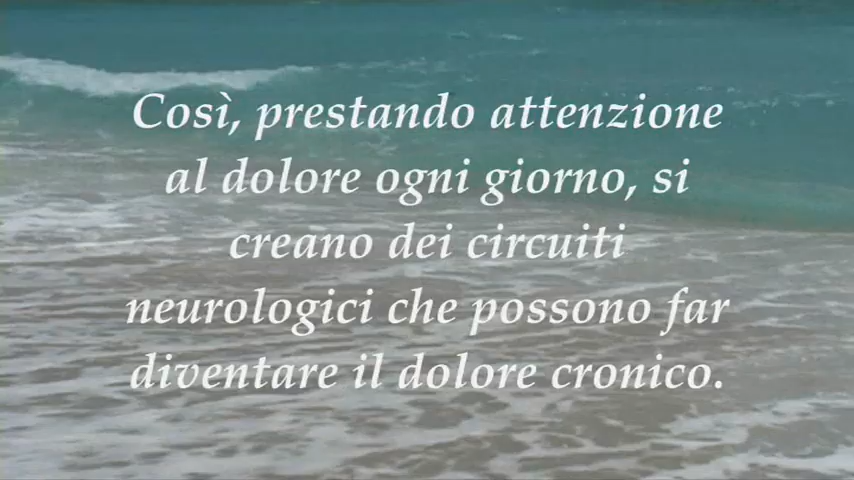 Così, prestando attenzione
al dolore ogni giorno, si
creano dei circuiti
neurologici che possono far
diventare il dolore cronico.